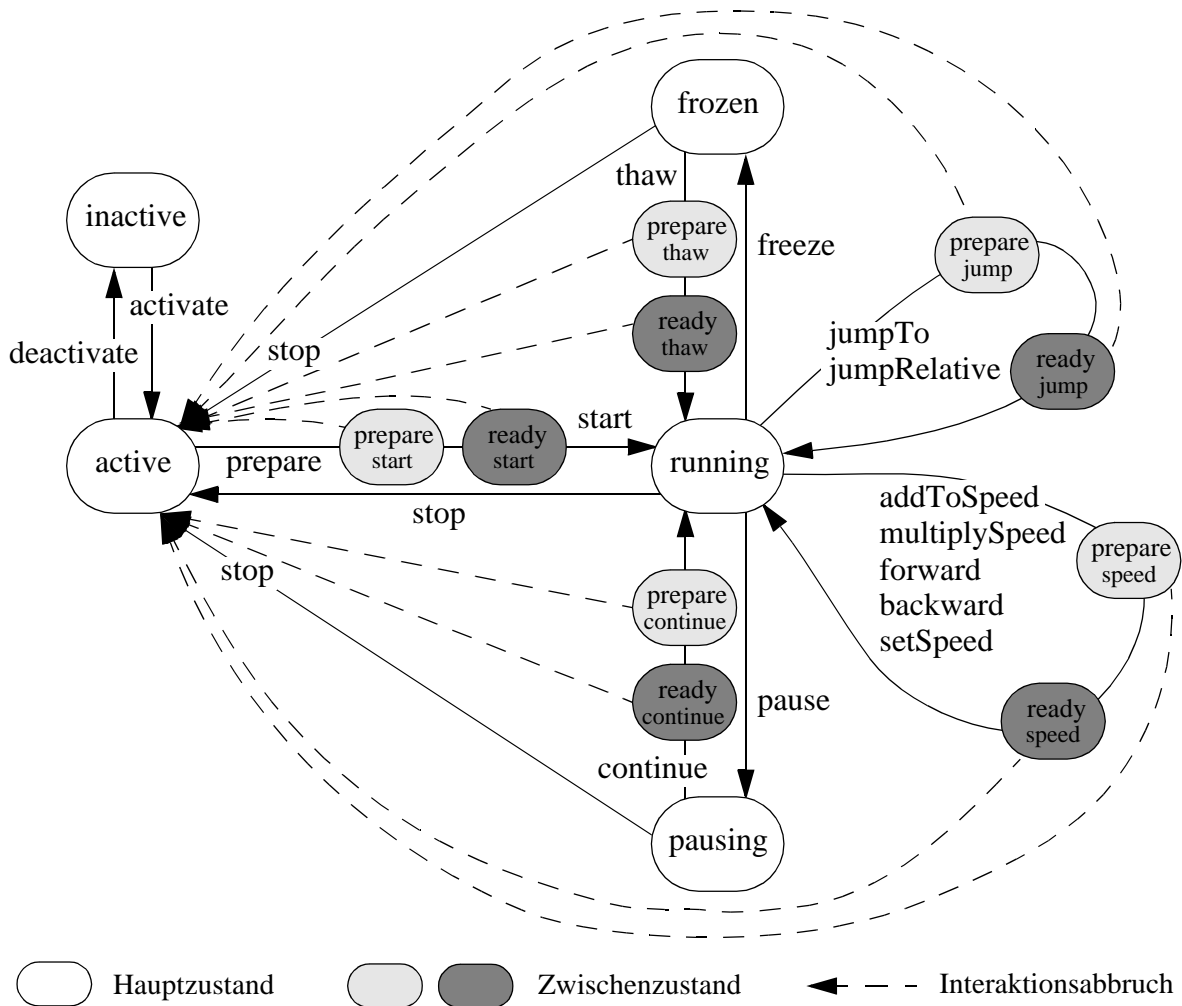 frozen
thaw
inactive
prepare
thaw
freeze
prepare
jump
activate
ready
thaw
jumpTo
jumpRelative
deactivate
stop
ready
jump
active
prepare
prepare
start
ready
start
start
running
stop
addToSpeed
multiplySpeed
forward
backward
setSpeed
prepare
speed
stop
prepare
continue
ready
continue
pause
ready
speed
continue
pausing
Hauptzustand
Zwischenzustand
Interaktionsabbruch